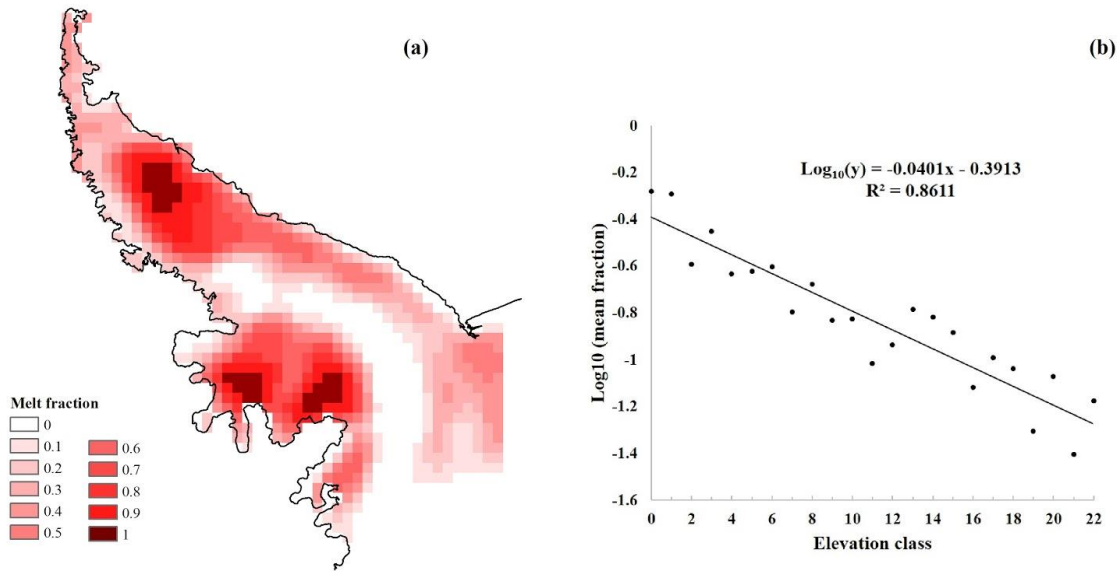 (a)
Melt fraction
0
0.1
0.2
0.3
0.4
0.5
0.6
0.7
0.8
0.9
1
(b)
Log₁₀(y) = -0.0401x - 0.3913
R² = 0.8611
0
-0.2
-0.4
-0.6
-0.8
-1
-1.2
-1.4
-1.6
Log10 (mean fraction)
0 2 4 6 8 10 12 14 16 18 20 22
Elevation class